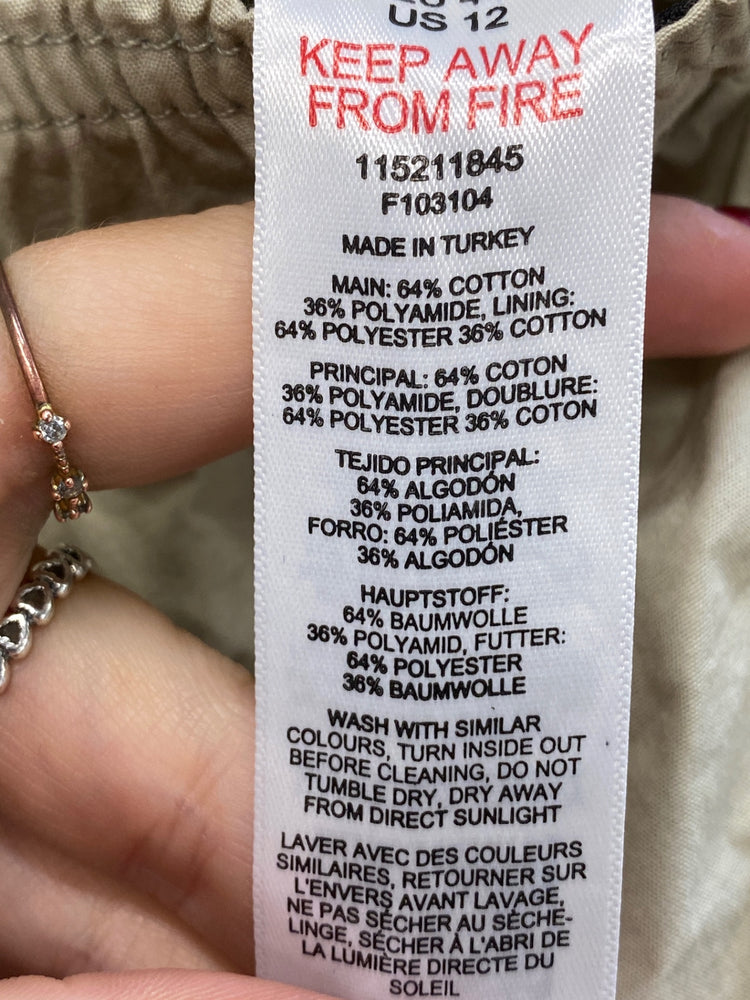 US 12
KEEP AWAY
FROM FIRE
115211845
F103104
MADE IN TURKEY
MAIN: 64% COTTON
36% POLYAMIDE, LINING:
64% POLYESTER 36% COTTON
PRINCIPAL: 64% COTON
36% POLYAMIDE, DOUBLURE:
64% POLYESTER 36% COTON
TEJIDO PRINCIPAL:
64% ALGODÓN
36% POLIAMIDA,
FORRO: 64% POLIÉSTER
36% ALGODÓN
HAUPTSTOFF:
64% BAUMWOLLE
36% POLYAMID, FUTTER:
64% POLYESTER
36% BAUMWOLLE
WASH WITH SIMILAR
COLOURS, TURN INSIDE OUT
BEFORE CLEANING, DO NOT
TUMBLE DRY, DRY AWAY
FROM DIRECT SUNLIGHT
LAVER AVEC DES COULEURS
SIMILAIRES, RETOURNER SUR
L'ENVERS AVANT LAVAGE,
NE PAS SÉCHER AU SÈCHE-
LINGE, SÉCHER À L'ABRI DE
LA LUMIÈRE DIRECTE DU
SOLEIL